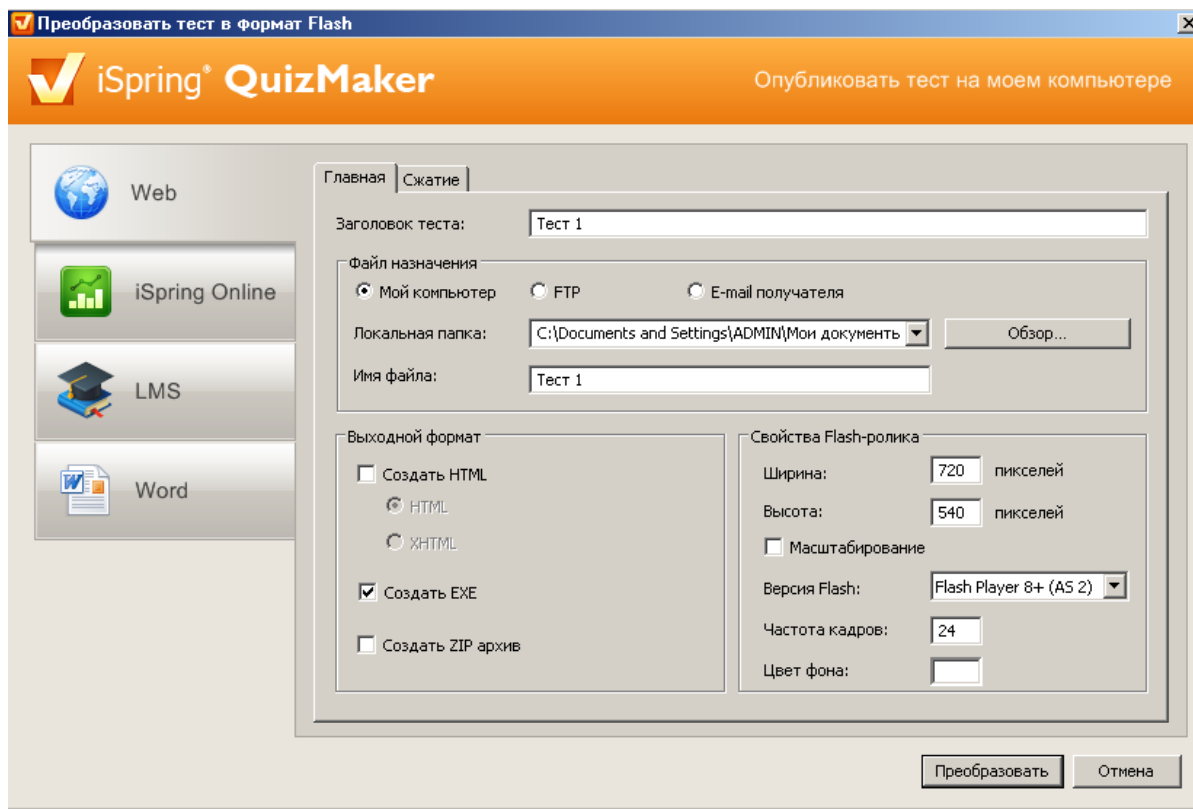 Преобразовать тест в формат Flash
iSpring® QuizMaker
Опубликовать тест на моем компьютере
Web
iSpring Online
LMS
Word
Главная
Сжатие
Заголовок теста:
Тест 1
Файл назначения
Мой компьютер
FTP
E-mail получателя
Локальная папка:
C:\Documents and Settings\ADMIN\Мои документь
Обзор...
Имя файла:
Тест 1
Выходной формат
Создать HTML
HTML
XHTML
Создать EXE
Создать ZIP архив
Свойства Flash-ролика
Ширина:
720
пикселей
Высота:
540
пикселей
Масштабирование
Версия Flash:
Flash Player 8+ (AS 2)
Частота кадров:
24
Цвет фона:
Преобразовать
Отмена